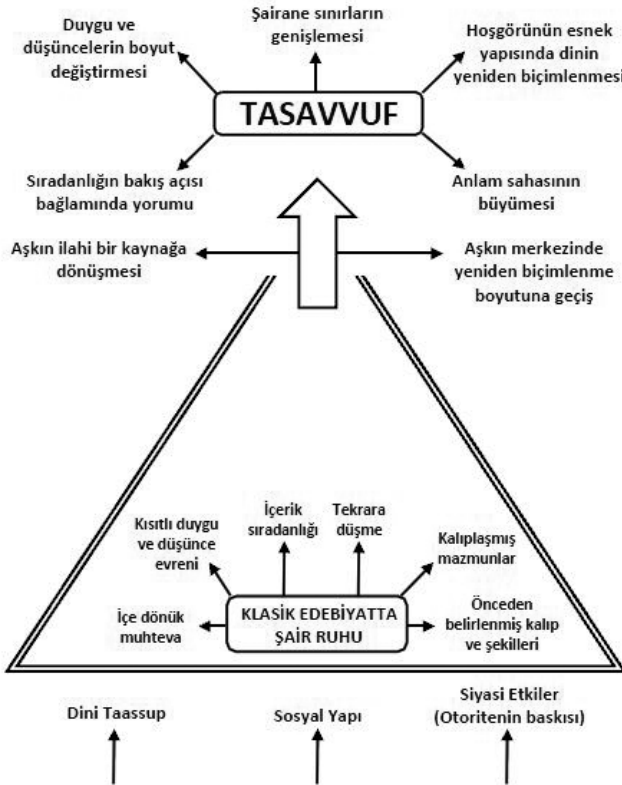 Duygu ve
düşüncelerin boyut
değiştirmesi
Şairane sınırların
genişlemesi
Hoşgörünün esnek
yapısında dinin
yeniden biçimlenmesi
TASAVVUF
Sıradanlığın bakış açısı
bağlamında yorumu
Anlam sahasının
büyümesi
Aşkın ilahi bir kaynağa
dönüşmesi
Aşkın merkezinde
yeniden biçimlenme
boyutuna geçiş
Kısıtlı duygu
ve düşünce
evreni
İçerik
sıradanlığı
Tekrara
düşme
Kalıplaşmış
mazmunlar
İçe dönük
muhteva
KLASİK EDEBİYATTA
ŞAİR RUHU
Önceden
belirlenmiş kalıp
ve şekilleri
Dini Taassup
Sosyal Yapı
Siyasi Etkiler
(Otoritenin baskısı)